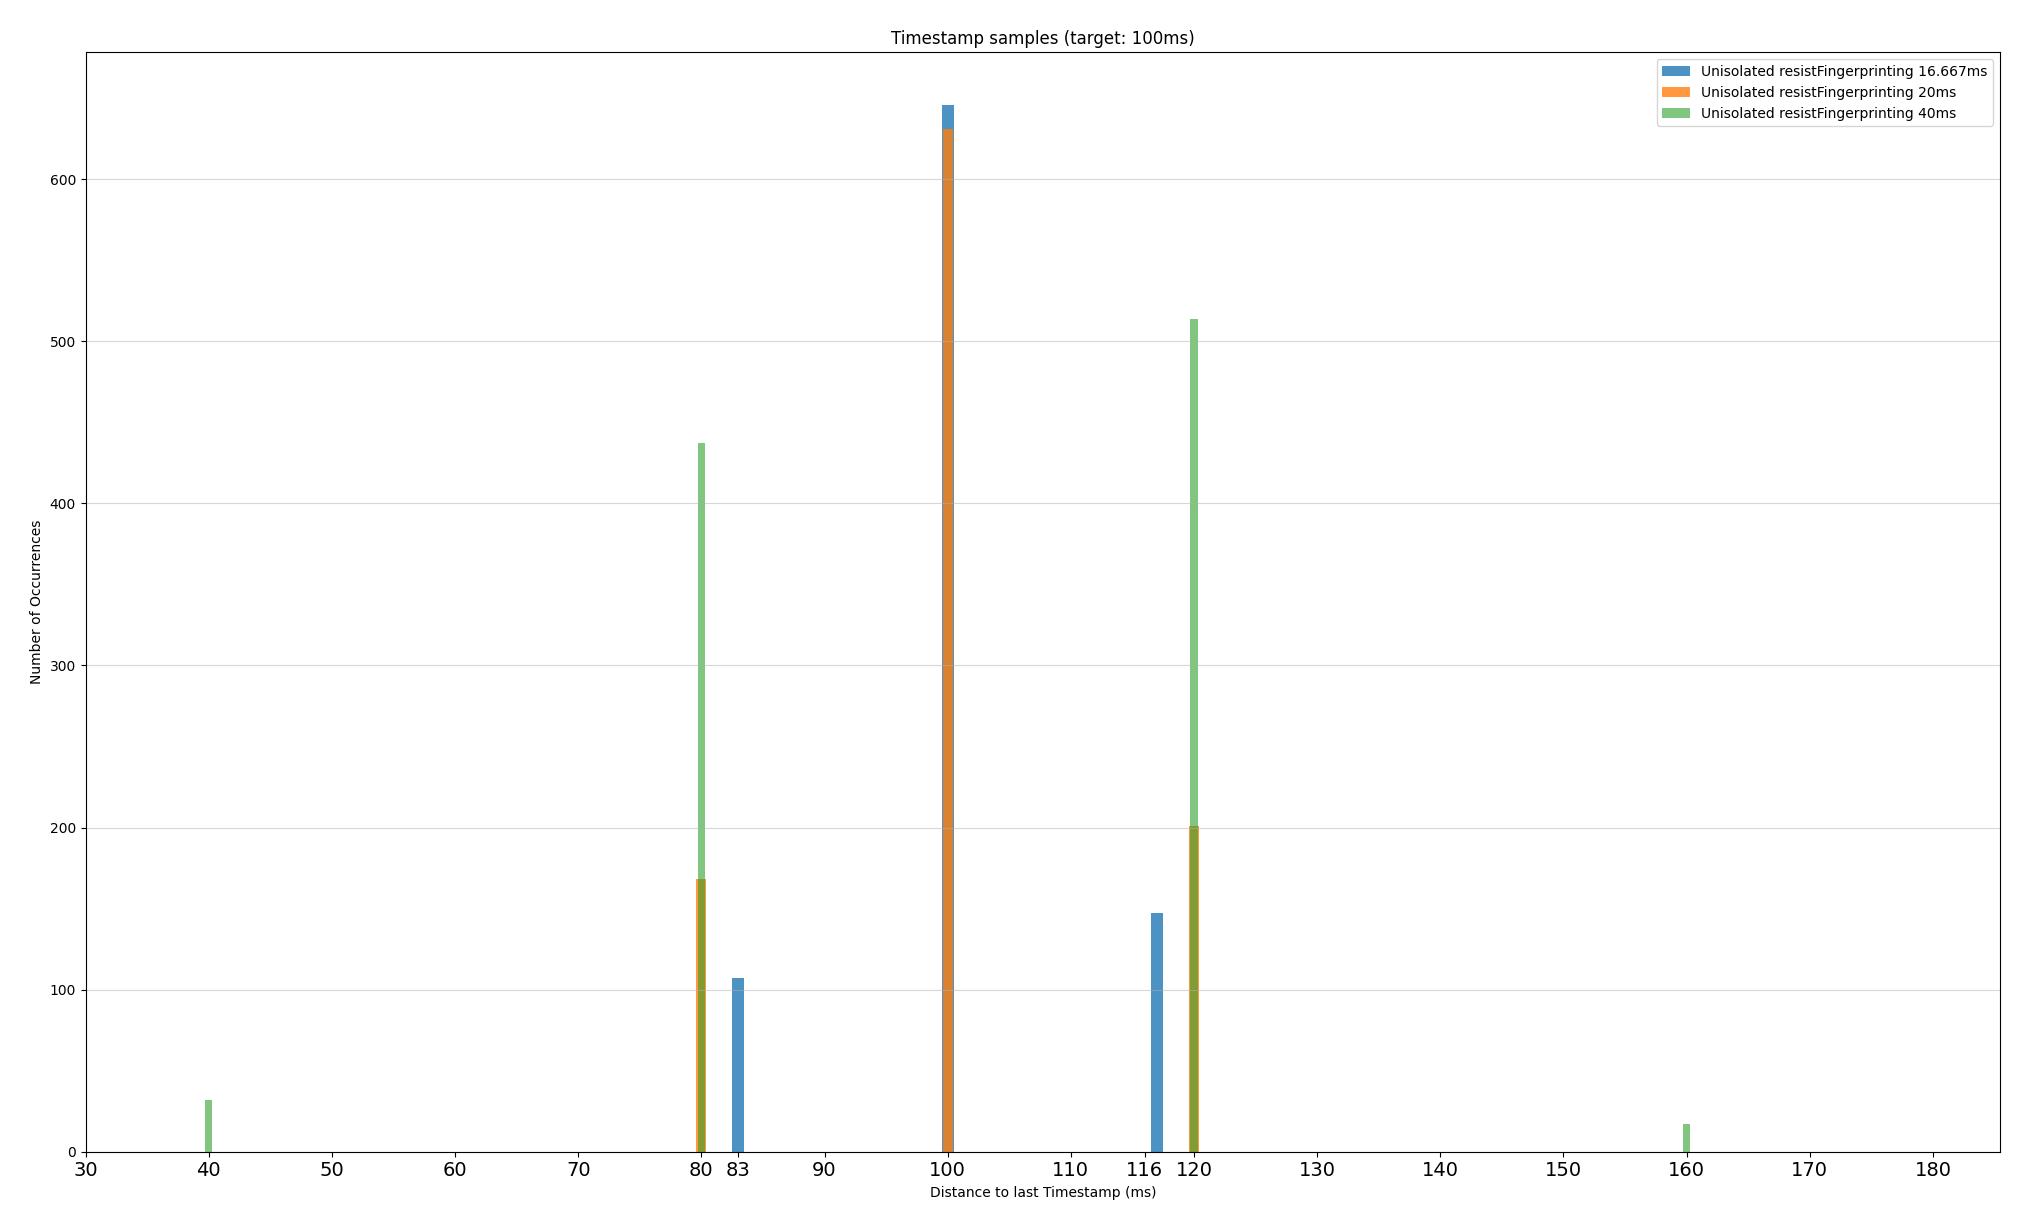 Timestamp samples (target: 100ms)
Unisolated resistFingerprinting 16.667ms
Unisolated resistFingerprinting 20ms
Unisolated resistFingerprinting 40ms
Number of Occurrences
600
500
400
300
200
100
0
30 40 50 60 70 80 83 90 100 110 116 120 130 140 150 160 170 180
Distance to last Timestamp (ms)